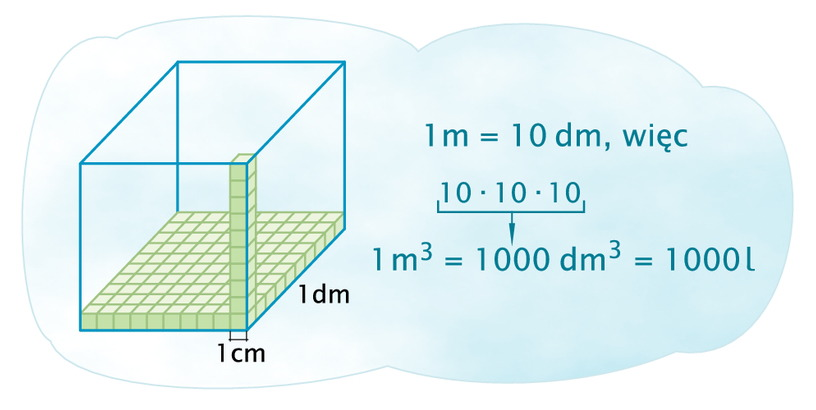 1 m = 10 dm, więc
10 · 10 · 10
1 m³ = 1000 dm³ = 1000 l
1 dm
1 cm